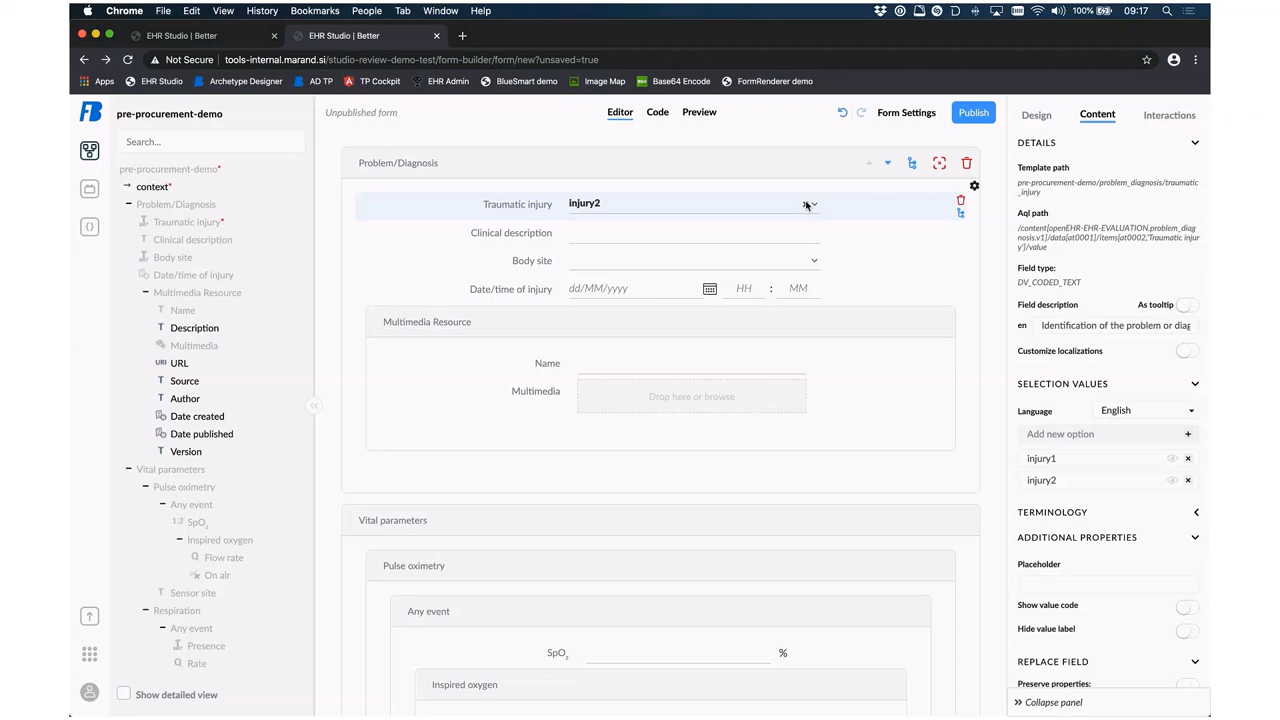 Chrome File Edit View History Bookmarks People Tab Window Help 100% 09:17
EHR Studio | Better EHR Studio | Better
Not Secure tools-internal.marand.si/studio-review-demo-test/form-builder/form/new?unsaved=true
Apps EHR Studio Archetype Designer AD TP TP Cockpit EHR Admin BlueSmart demo Image Map Base64 Encode FormRenderer demo
pre-procurement-demo
Search...
pre-procurement-demo*
context*
Problem/Diagnosis
Traumatic injury*
Clinical description
Body site
Date/time of injury
Multimedia Resource
Name
Description
Multimedia
URI URL
Source
Author
Date created
Date published
Version
Vital parameters
Pulse oximetry
Any event
1:2 SpO₂
Inspired oxygen
Flow rate
On air
Sensor site
Respiration
Any event
Presence
Rate
Show detailed view
Unpublished form Editor Code Preview Form Settings Publish
Problem/Diagnosis
Traumatic injury injury2
Clinical description
Body site
Date/time of injury dd/MM/yyyy HH : MM
Multimedia Resource
Name
Multimedia Drop here or browse
Vital parameters
Pulse oximetry
Any event
SpO₂ %
Inspired oxygen
Design Content Interactions
DETAILS
Template path
pre-procurement-demo/problem_diagnosis/traumatic
_injury
Aql path
/content[openEHR-EHR-EVALUATION.problem_diag
nosis.v1]/data[at0001]/items[at0002,'Traumatic injur
y']/value
Field type:
DV_CODED_TEXT
Field description As tooltip
en Identification of the problem or diag
Customize localizations
SELECTION VALUES
Language English
Add new option +
injury1
injury2
TERMINOLOGY
ADDITIONAL PROPERTIES
Placeholder
Show value code
Hide value label
REPLACE FIELD
Preserve properties:
Collapse panel